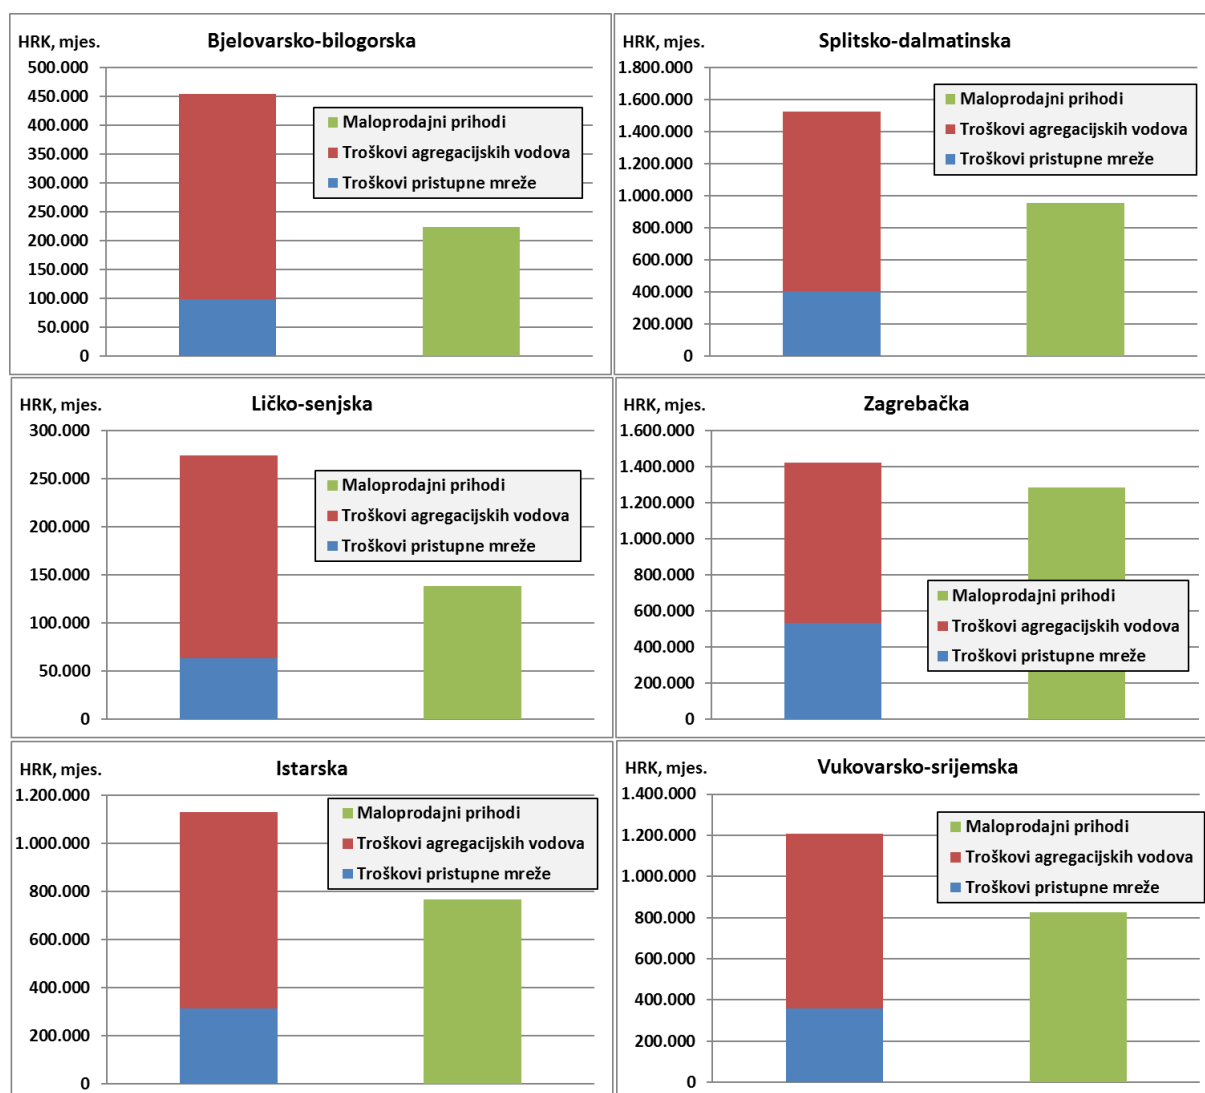 HRK, mjes.
Bjelovarsko-bilogorska
500.000
450.000
400.000
350.000
300.000
250.000
200.000
150.000
100.000
50.000
0
Maloprodajni prihodi
Troškovi agregacijskih vodova
Troškovi pristupne mreže
HRK, mjes.
Splitsko-dalmatinska
1.800.000
1.600.000
1.400.000
1.200.000
1.000.000
800.000
600.000
400.000
200.000
0
Maloprodajni prihodi
Troškovi agregacijskih vodova
Troškovi pristupne mreže
HRK, mjes.
Ličko-senjska
300.000
250.000
200.000
150.000
100.000
50.000
0
Maloprodajni prihodi
Troškovi agregacijskih vodova
Troškovi pristupne mreže
HRK, mjes.
Zagrebačka
1.600.000
1.400.000
1.200.000
1.000.000
800.000
600.000
400.000
200.000
0
Maloprodajni prihodi
Troškovi agregacijskih vodova
Troškovi pristupne mreže
HRK, mjes.
Istarska
1.200.000
1.000.000
800.000
600.000
400.000
200.000
0
Maloprodajni prihodi
Troškovi agregacijskih vodova
Troškovi pristupne mreže
HRK, mjes.
Vukovarsko-srijemska
1.400.000
1.200.000
1.000.000
800.000
600.000
400.000
200.000
0
Maloprodajni prihodi
Troškovi agregacijskih vodova
Troškovi pristupne mreže